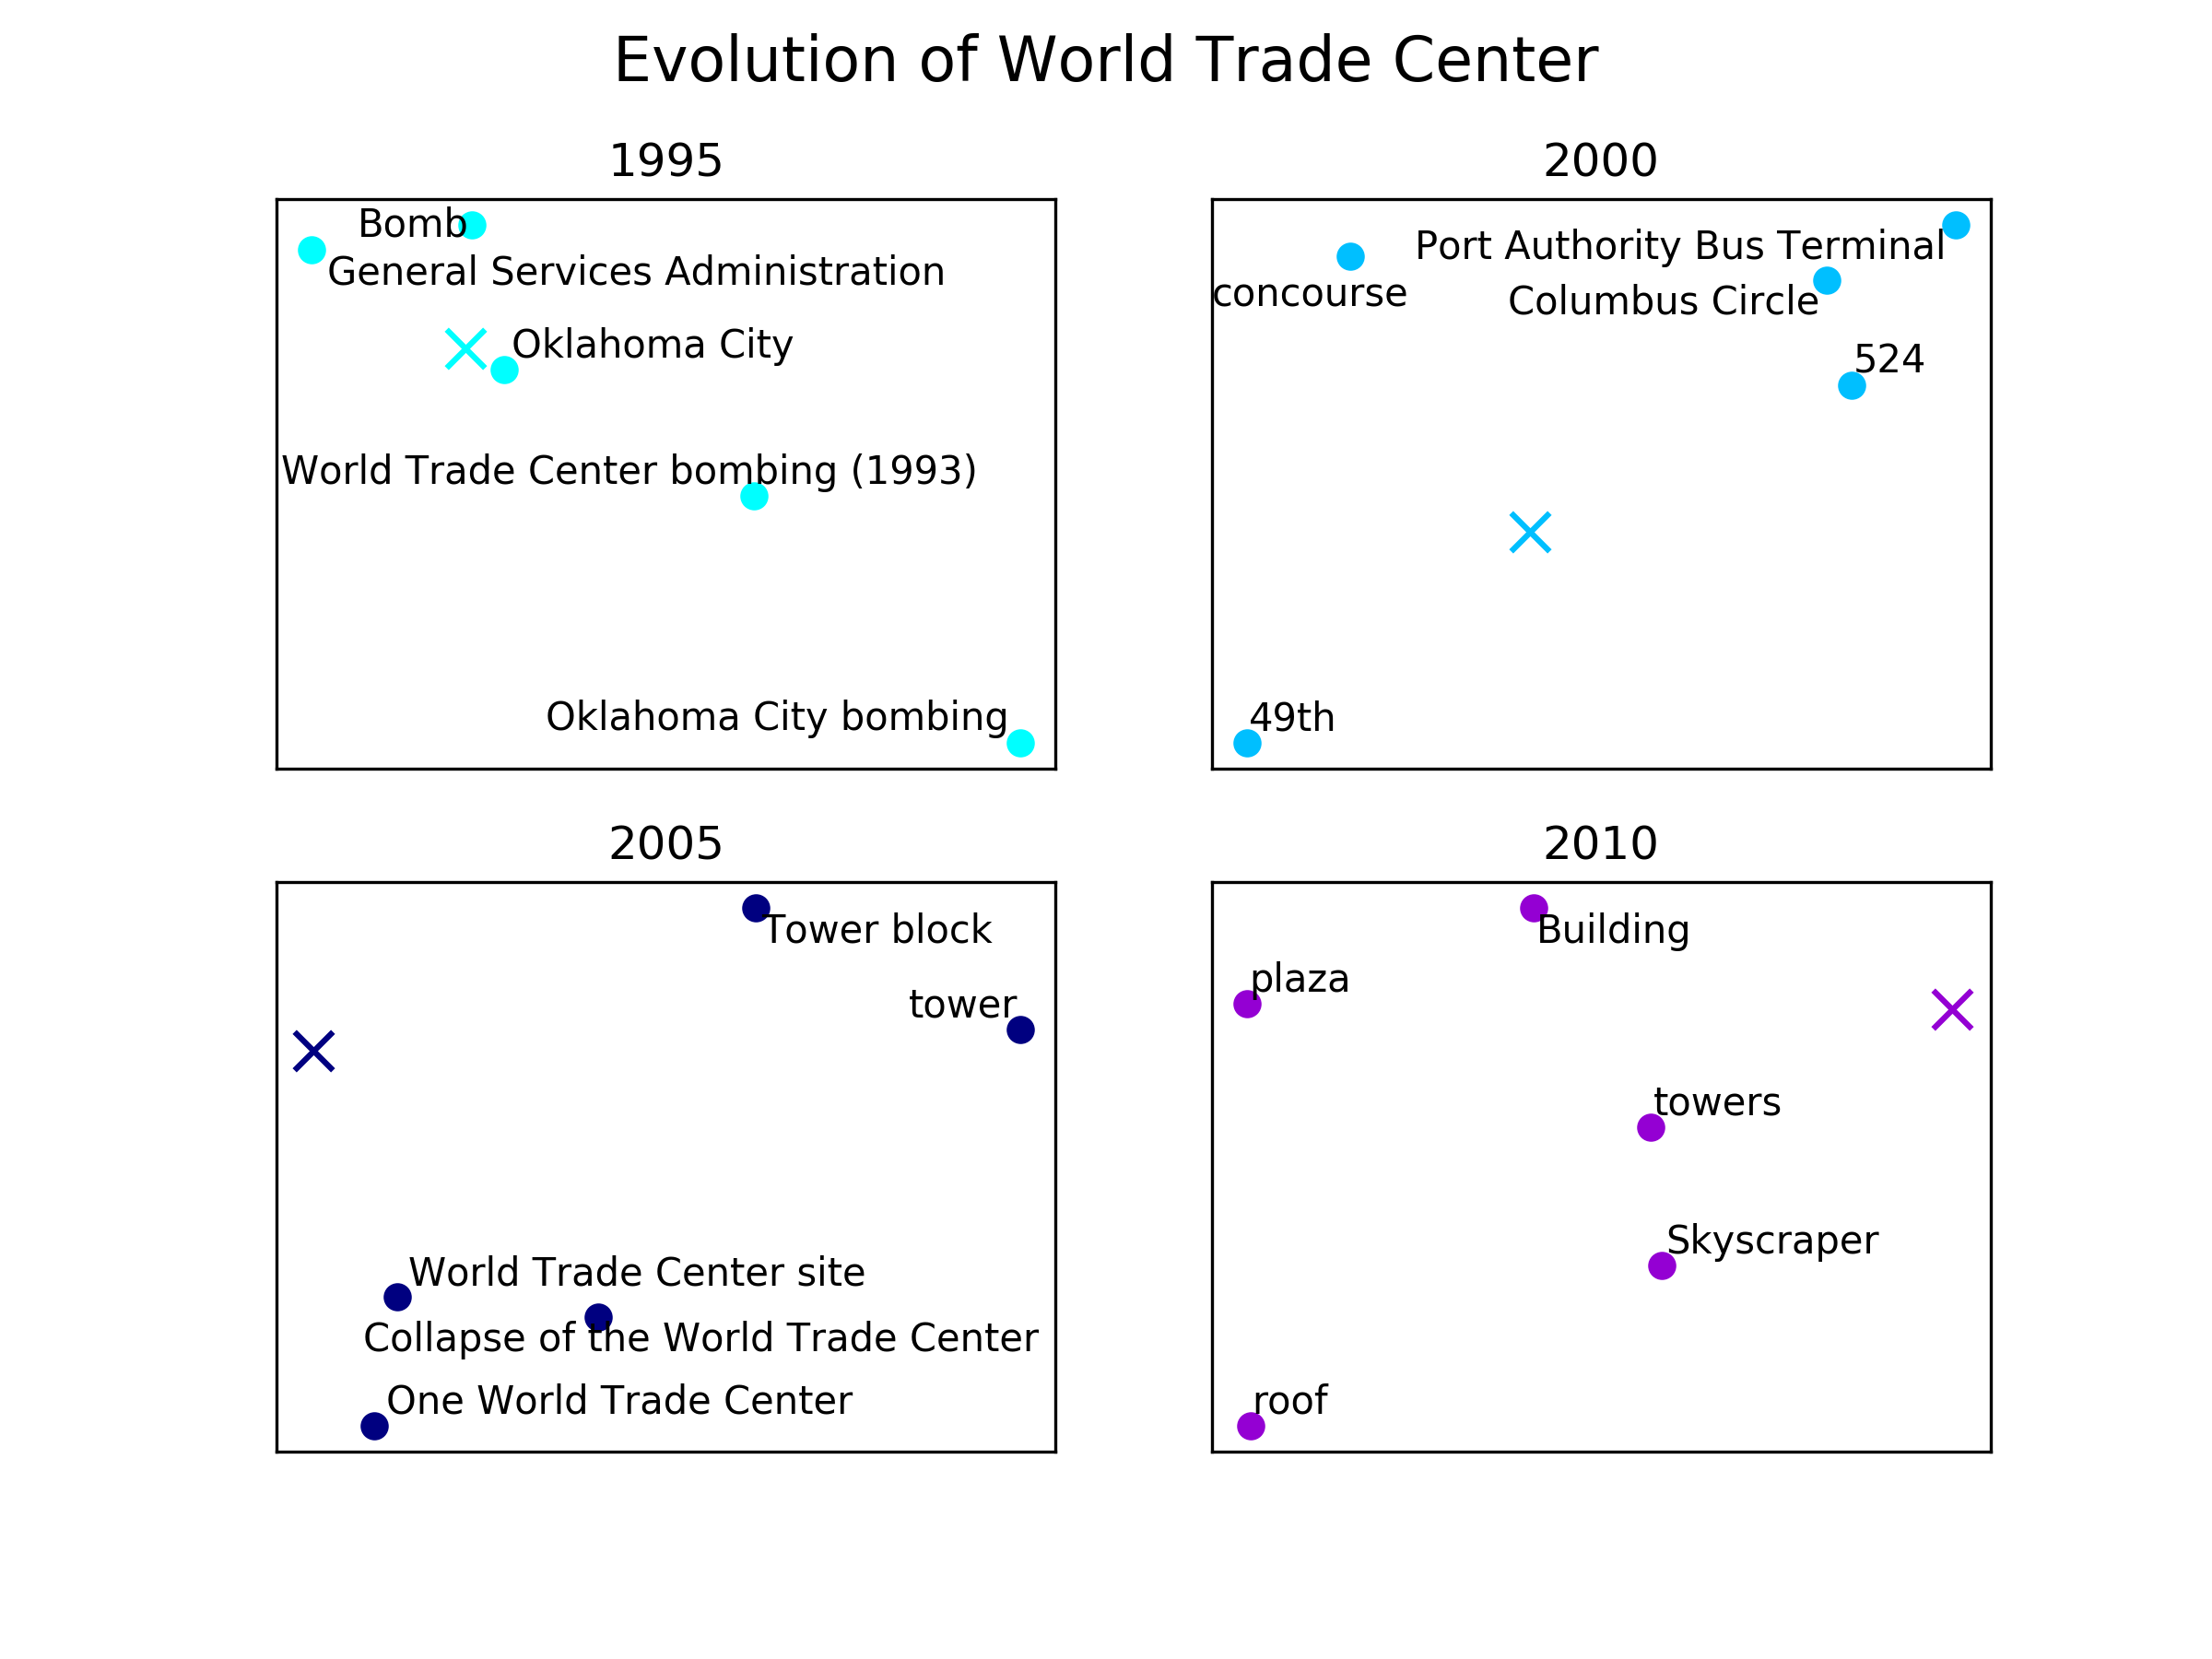 Evolution of World Trade Center
1995
Bomb
General Services Administration
Oklahoma City
World Trade Center bombing (1993)
Oklahoma City bombing
2000
Port Authority Bus Terminal
concourse
Columbus Circle
524
49th
2005
Tower block
tower
World Trade Center site
Collapse of the World Trade Center
One World Trade Center
2010
Building
plaza
towers
Skyscraper
roof